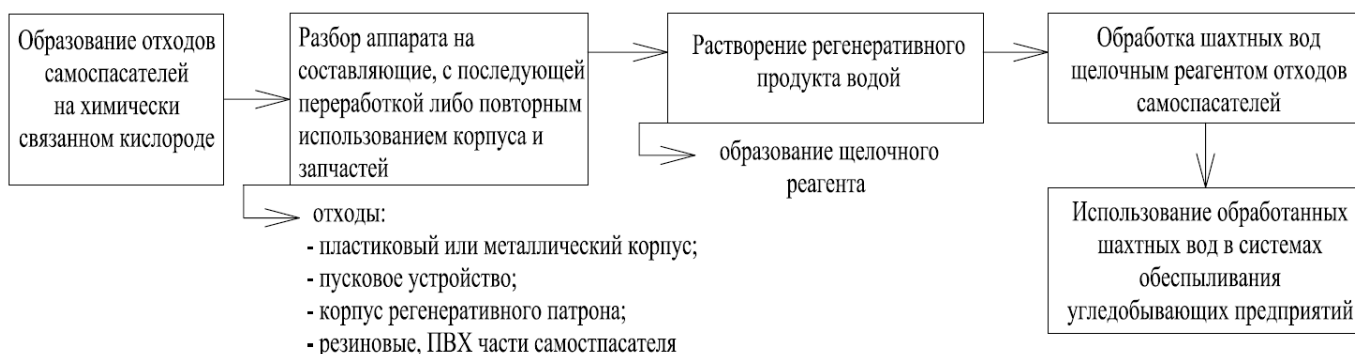 Образование отходов
самоспасателей
на химически
связанном кислороде
Разбор аппарата на
составляющие, с последующей
переработкой либо повторным
использованием корпуса и
запчастей
отходы:
- пластиковый или металлический корпус;
- пусковое устройство;
- корпус регенеративного патрона;
- резиновые, ПВХ части самостпасателя
Растворение регенеративного
продукта водой
образование щелочного
реагента
Обработка шахтных вод
щелочным реагентом отходов
самоспасателей
Использование обработанных
шахтных вод в системах
обеспыливания
угледобывающих предприятий